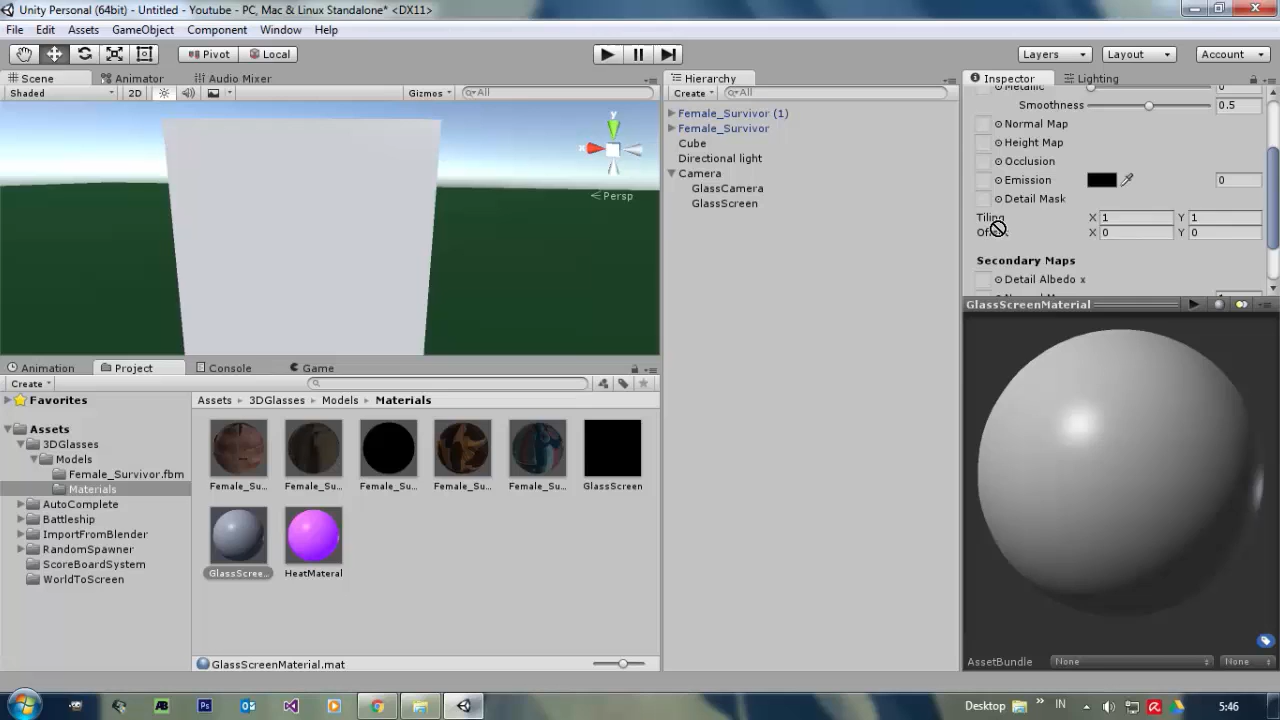 Unity Personal (64bit) - Untitled - Youtube - PC, Mac & Linux Standalone* <DX11>
File Edit Assets GameObject Component Window Help
Pivot Local Layers Layout Account
Scene Animator Audio Mixer Hierarchy Inspector Lighting
Shaded 2D Gizmos All Create All
Metallic 0
Smoothness 0.5
Normal Map
Height Map
Occlusion
Emission 0
Detail Mask
Tiling X 1 Y 1
X 0 Y 0
Secondary Maps
Detail Albedo x
y
x
Persp
Female_Survivor (1)
Female_Survivor
Cube
Directional light
Camera
GlassCamera
GlassScreen
GlassScreenMaterial
AssetBundle None None
Animation Project Console Game
Create
Favorites
Assets
3DGlasses
Models
Female_Survivor.fbm
Materials
AutoComplete
Battleship
ImportFromBlender
RandomSpawner
ScoreBoardSystem
WorldToScreen
Assets Models 3DGlasses Materials
Female_Su... Female_Su... Female_Su... Female_Su... Female_Su... GlassScreen
GlassScree... HeatMateral
GlassScreenMaterial.mat
AB Ps Desktop IN 5:46